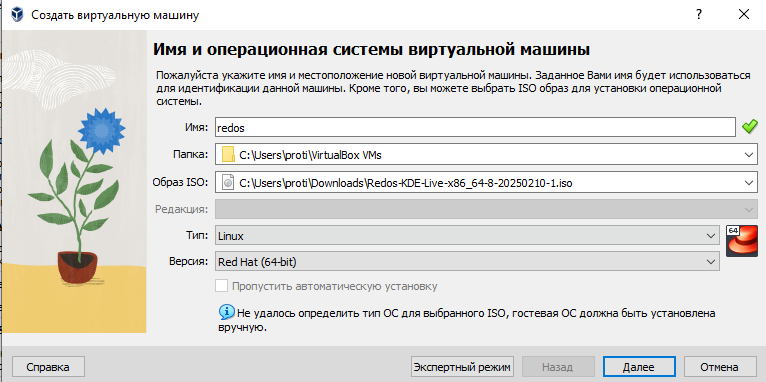 Создать виртуальную машину
?
Имя и операционная системы виртуальной машины
Пожалуйста укажите имя и местоположение новой виртуальной машины. Заданное Вами имя будет использоваться
для идентификации данной машины. Кроме того, вы можете выбрать ISO образ для установки операционной
системы.
Имя: redos
Папка: C:\Users\proti\VirtualBox VMs
Образ ISO: C:\Users\proti\Downloads\Redos-KDE-Live-x86_64-8-20250210-1.iso
Редакция:
Тип: Linux
64
Версия: Red Hat (64-bit)
Пропустить автоматическую установку
Не удалось определить тип ОС для выбранного ISO, гостевая ОС должна быть установлена
вручную.
Справка Экспертный режим Назад Далее Отмена